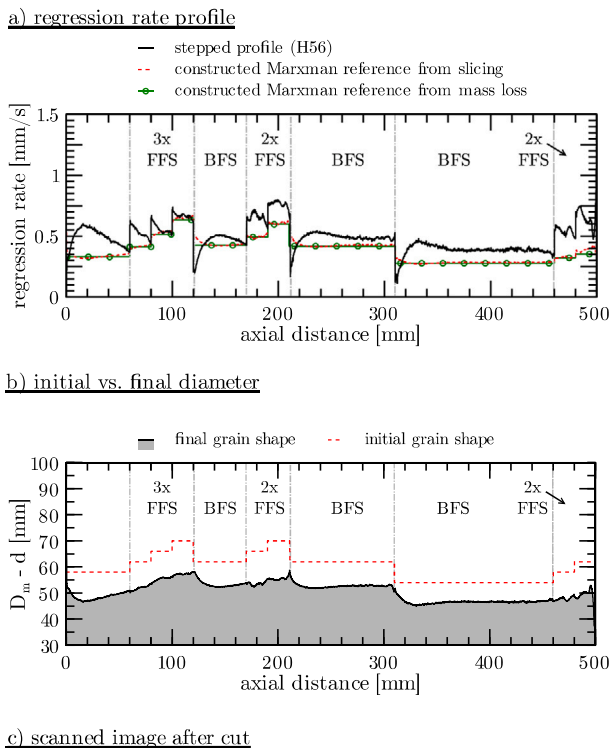 a) regression rate profile
stepped profile (H56)
constructed Marxman reference from slicing
constructed Marxman reference from mass loss
regression rate [mm/s]
1.5
1
0.5
0
3x
FFS
BFS
2x
FFS
BFS
BFS
2x
FFS
0
100
200
300
400
500
axial distance [mm]
b) initial vs. final diameter
final grain shape
initial grain shape
D_m - d [mm]
100
90
80
70
60
50
40
30
3x
FFS
BFS
2x
FFS
BFS
BFS
2x
FFS
0
100
200
300
400
500
axial distance [mm]
c) scanned image after cut